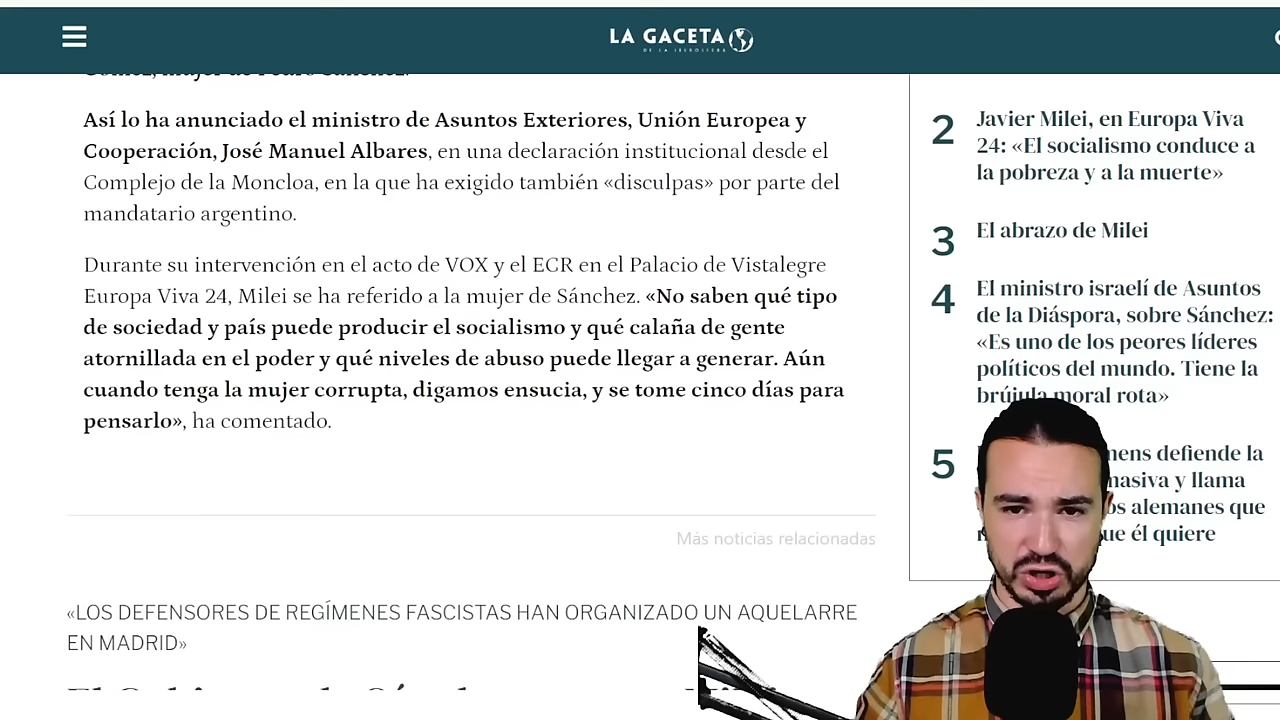 LA GACETA
DE LA IBEROSFERA
Gómez, mujer de Pedro Sánchez.
Así lo ha anunciado el ministro de Asuntos Exteriores, Unión Europea y
Cooperación, José Manuel Albares, en una declaración institucional desde el
Complejo de la Moncloa, en la que ha exigido también «disculpas» por parte del
mandatario argentino.
Durante su intervención en el acto de VOX y el ECR en el Palacio de Vistalegre
Europa Viva 24, Milei se ha referido a la mujer de Sánchez. «No saben qué tipo
de sociedad y país puede producir el socialismo y qué calaña de gente
atornillada en el poder y qué niveles de abuso puede llegar a generar. Aún
cuando tenga la mujer corrupta, digamos ensucia, y se tome cinco días para
pensarlo», ha comentado.
Más noticias relacionadas
«LOS DEFENSORES DE REGÍMENES FASCISTAS HAN ORGANIZADO UN AQUELARRE
EN MADRID»
2 Javier Milei, en Europa Viva
24: «El socialismo conduce a
la pobreza y a la muerte»
3 El abrazo de Milei
4 El ministro israelí de Asuntos
de la Diáspora, sobre Sánchez:
«Es uno de los peores líderes
políticos del mundo. Tiene la
brújula moral rota»
5 defiende la
y llama
alemanes que
él quiere